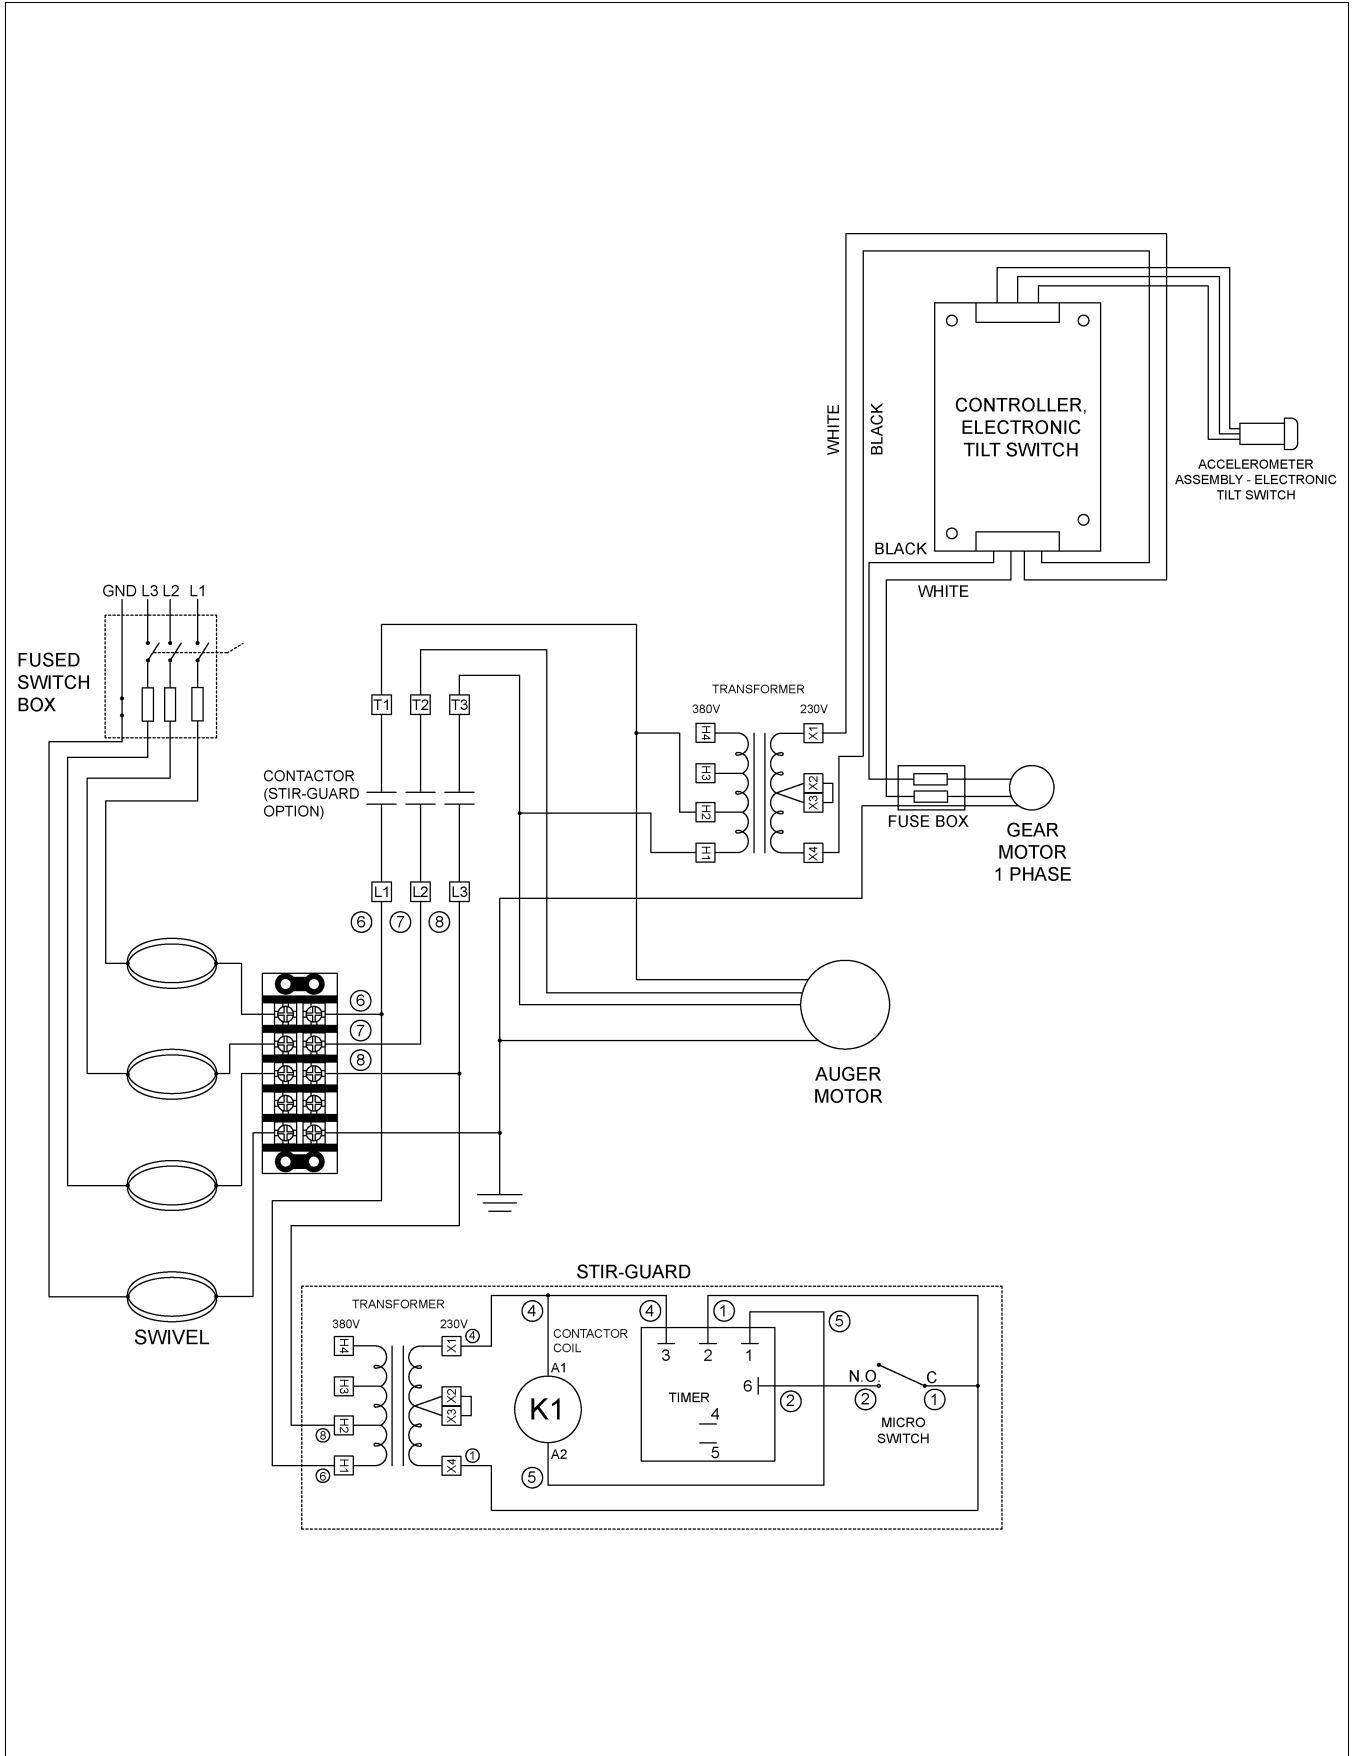 WHITE
BLACK
CONTROLLER,
ELECTRONIC
TILT SWITCH
ACCELEROMETER
ASSEMBLY - ELECTRONIC
TILT SWITCH
BLACK
WHITE
GND L3 L2 L1
FUSED
SWITCH
BOX
T1 T2 T3
TRANSFORMER
380V 230V
H4 X1
H3 X2
X3
H2
H1 X4
CONTACTOR
(STIR-GUARD
OPTION)
FUSE BOX
GEAR
MOTOR
1 PHASE
L1 L2 L3
6 7 8
6
7
8
AUGER
MOTOR
SWIVEL
STIR-GUARD
TRANSFORMER
380V 230V
H4 X1 4
H3 X2
X3
H2 8
H1 6 X4 1
4
CONTACTOR
COIL
A1
K1
A2
5
4 1 5
3 2 1
6
TIMER
4
5
2
N.O. C
2 1
MICRO
SWITCH